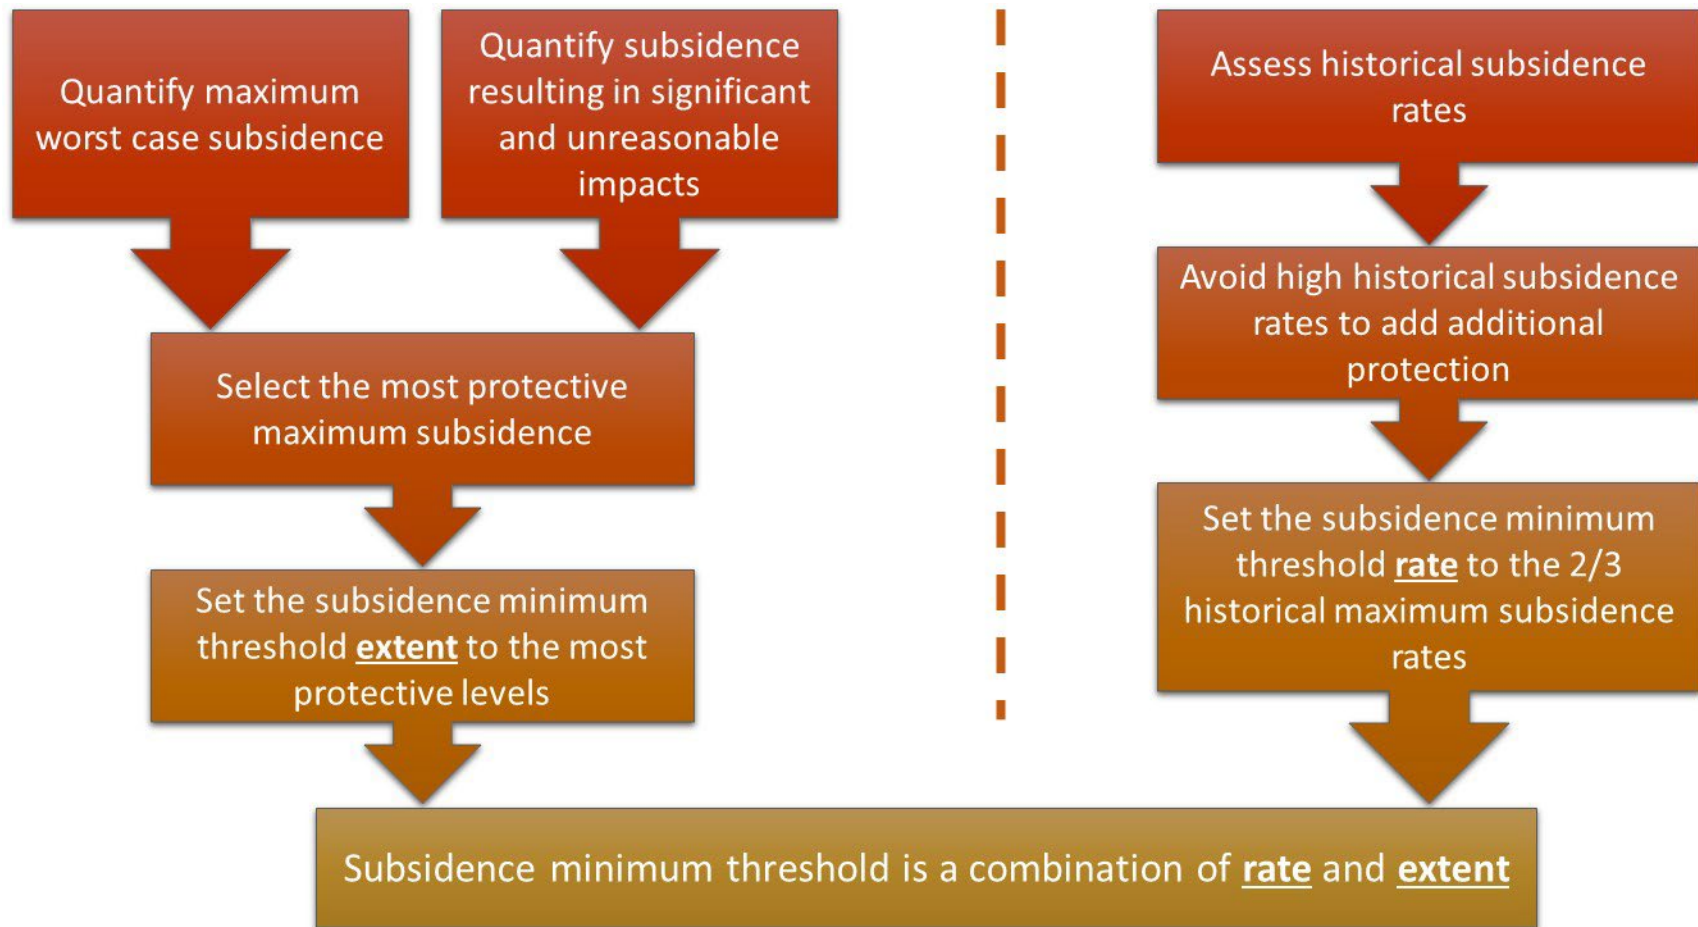 Quantify maximum
worst case subsidence
Quantify subsidence
resulting in significant
and unreasonable
impacts
Select the most protective
maximum subsidence
Set the subsidence minimum
threshold extent to the most
protective levels
Assess historical subsidence
rates
Avoid high historical subsidence
rates to add additional
protection
Set the subsidence minimum
threshold rate to the 2/3
historical maximum subsidence
rates
Subsidence minimum threshold is a combination of rate and extent